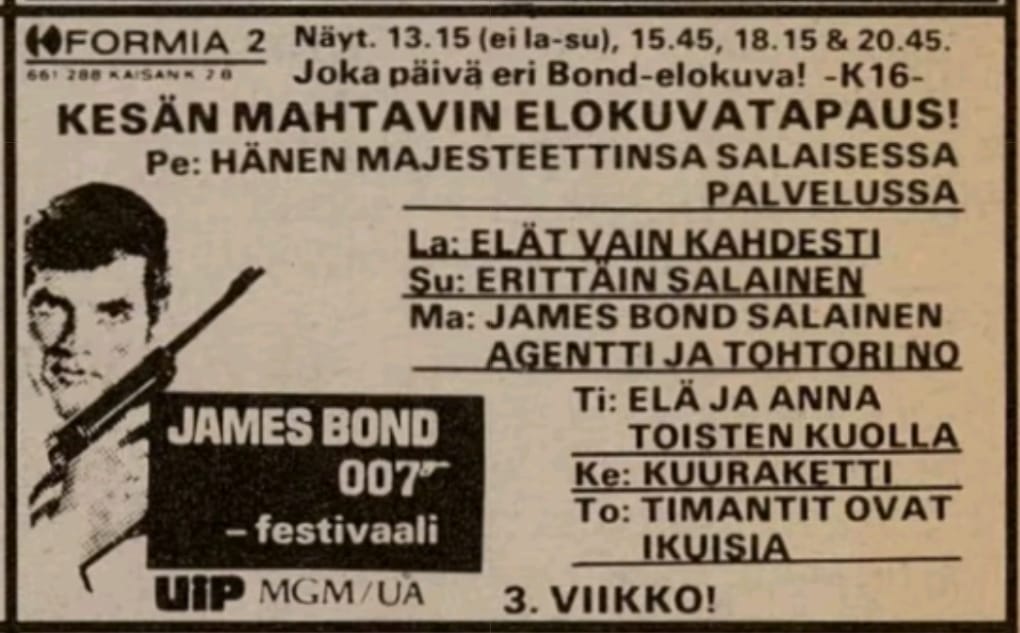 FORMIA 2
661 288 KAISANK 2 B
Näyt. 13.15 (ei la-su), 15.45, 18.15 & 20.45.
Joka päivä eri Bond-elokuva! -K16-
KESÄN MAHTAVIN ELOKUVATAPAUS!
Pe: HÄNEN MAJESTEETTINSA SALAISESSA
PALVELUSSA
La: ELÄT VAIN KAHDESTI
Su: ERITTÄIN SALAINEN
Ma: JAMES BOND SALAINEN
AGENTTI JA TOHTORI NO
Ti: ELÄ JA ANNA
TOISTEN KUOLLA
Ke: KUURAKETTI
To: TIMANTIT OVAT
IKUISIA
JAMES BOND
007
– festivaali
UIP MGM/UA
3. VIIKKO!